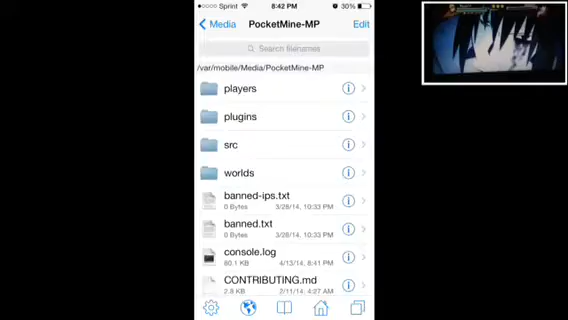 Sprint 8:42 PM 30%
Media PocketMine-MP Edit
Search filenames
/var/mobile/Media/PocketMine-MP
players
plugins
src
worlds
banned-ips.txt
0 Bytes 3/28/14, 10:33 PM
banned.txt
0 Bytes 3/28/14, 10:33 PM
console.log
80.1 KB 4/13/14, 8:41 PM
CONTRIBUTING.md
2.8 KB 2/11/14, 4:27 AM